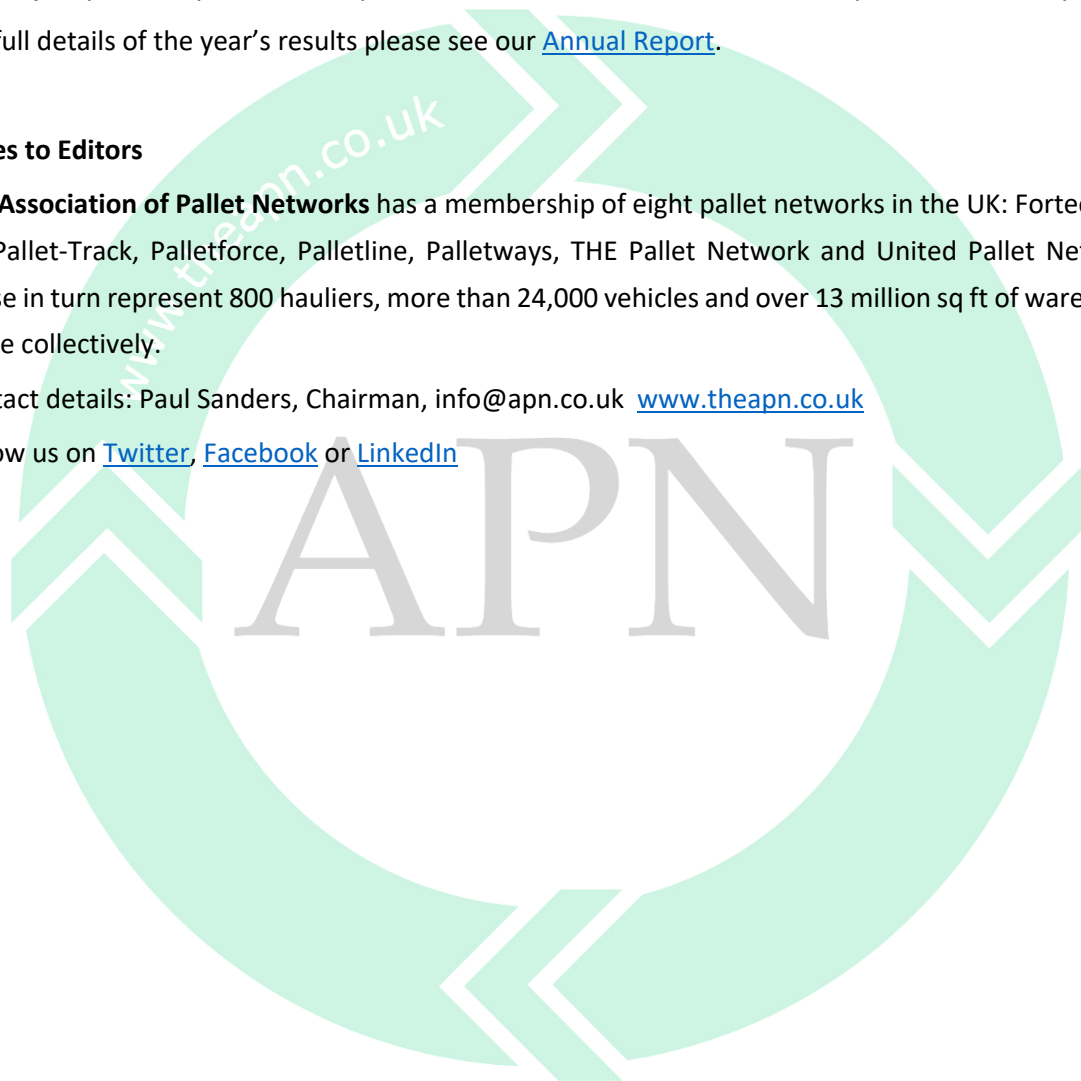 full details of the year's results please see our Annual Report.
es to Editors
Association of Pallet Networks has a membership of eight pallet networks in the UK: Forte
Pallet-Track, Palletforce, Palletline, Palletways, THE Pallet Network and United Pallet Ne
se in turn represent 800 hauliers, more than 24,000 vehicles and over 13 million sq ft of ware
e collectively.
tact details: Paul Sanders, Chairman, info@apn.co.uk www.theapn.co.uk
ow us on Twitter, Facebook or LinkedIn
www.theapn.co.uk
APN